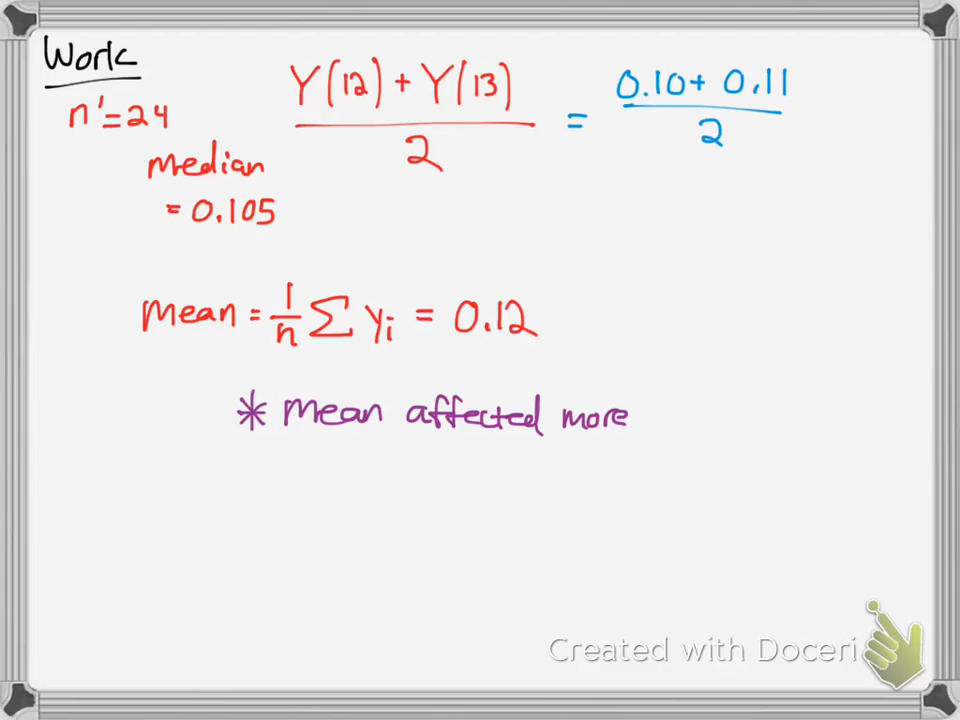 Work
n'=24
Y(12) + Y(13)
2
=
0.10+ 0.11
2
median
= 0.105
Mean = 1/n ∑ yi = 0.12
* Mean affected more
Created with Doceri